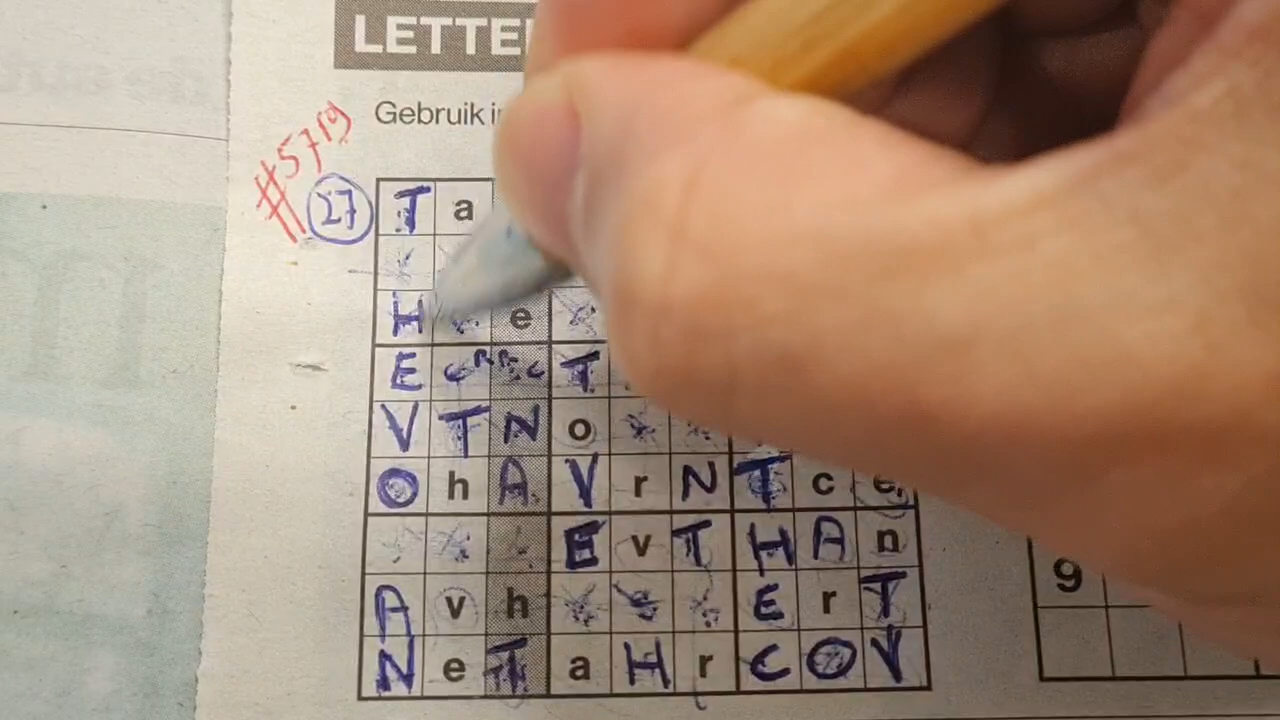 LETTE
Gebruik i
#5719
27 T a
H e
E C R R C T
V T N o
O h A V r N T c e
E v T H A n
A v h E r T
N e T a H r C O V
9